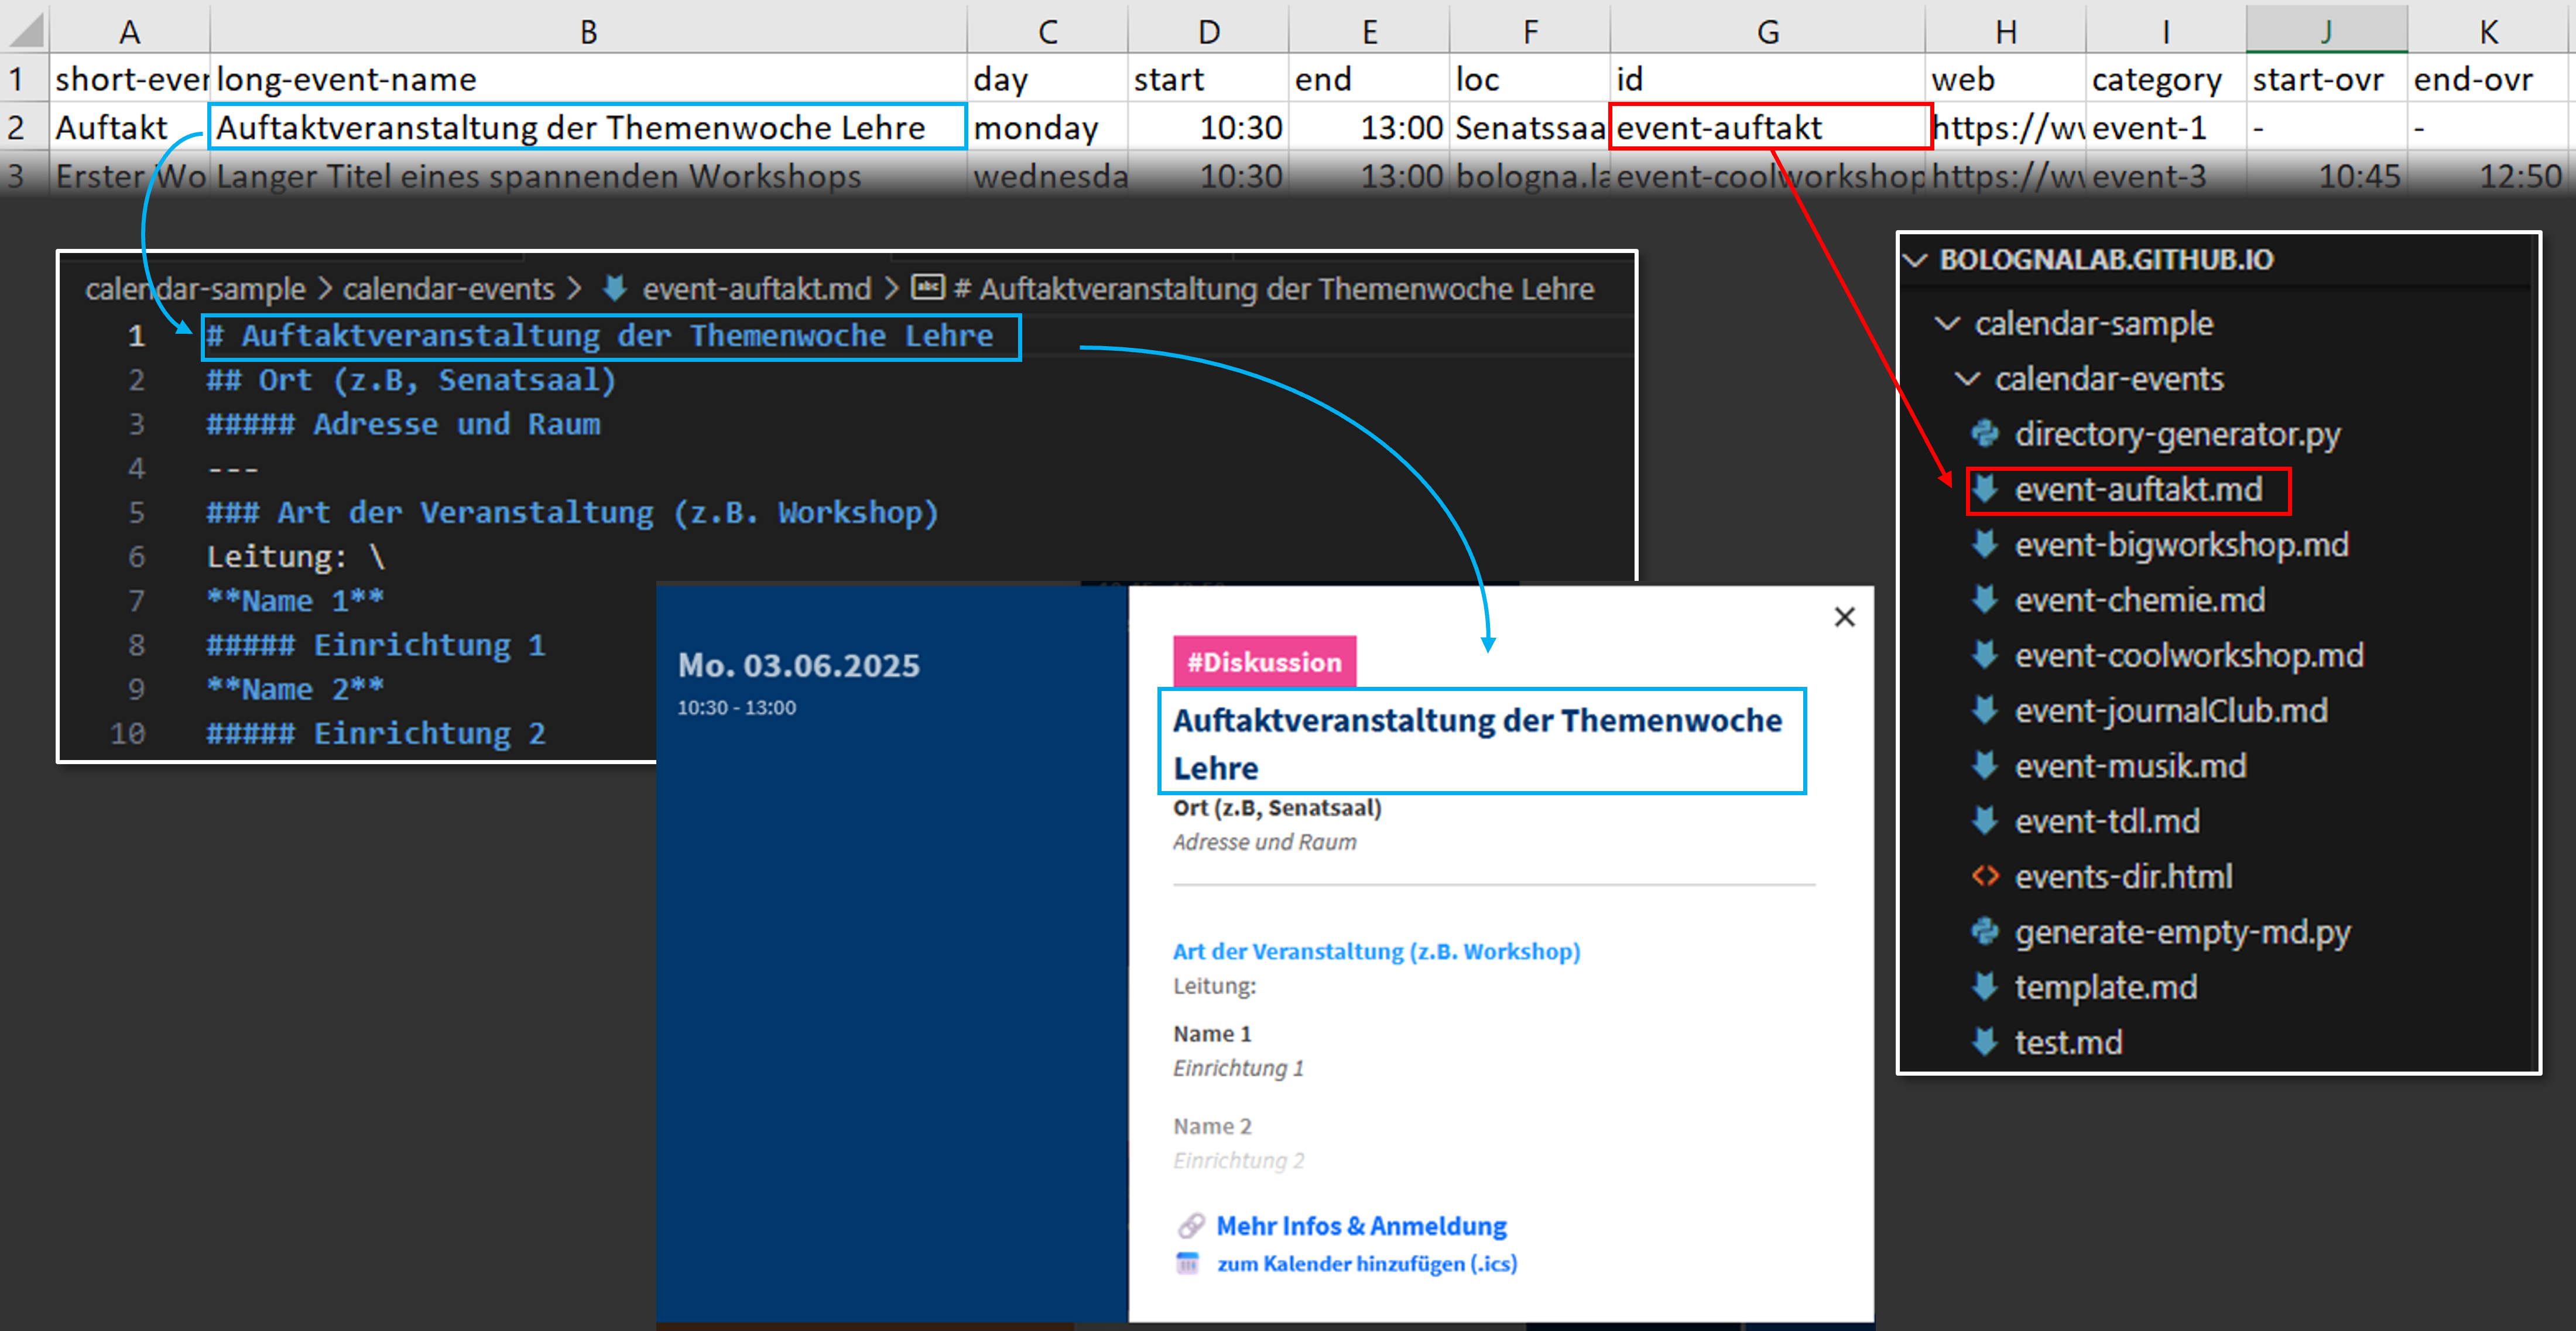 A B C D E F G H I J K
1 short-ever long-event-name day start end loc id web category start-ovr end-ovr
2 Auftakt Auftaktveranstaltung der Themenwoche Lehre monday 10:30 13:00 Senatssaa event-auftakt https://w event-1 - -
3 Erster Wo Langer Titel eines spannenden Workshops wednesda 10:30 13:00 bologna.la event-coolworkshop https://w event-3 10:45 12:50
calendar-sample > calendar-events > event-auftakt.md > abc # Auftaktveranstaltung der Themenwoche Lehre
1 # Auftaktveranstaltung der Themenwoche Lehre
2 ## Ort (z.B, Senatsaal)
3 ##### Adresse und Raum
4 ---
5 ### Art der Veranstaltung (z.B. Workshop)
6 Leitung: \
7 **Name 1**
8 ##### Einrichtung 1
9 **Name 2**
10 ##### Einrichtung 2
Mo. 03.06.2025
10:30 - 13:00
#Diskussion
Auftaktveranstaltung der Themenwoche
Lehre
Ort (z.B, Senatsaal)
Adresse und Raum
Art der Veranstaltung (z.B. Workshop)
Leitung:
Name 1
Einrichtung 1
Name 2
Einrichtung 2
Mehr Infos & Anmeldung
zum Kalender hinzufügen (.ics)
BOLOGNALAB.GITHUB.IO
calendar-sample
calendar-events
directory-generator.py
event-auftakt.md
event-bigworkshop.md
event-chemie.md
event-coolworkshop.md
event-journalClub.md
event-musik.md
event-tdl.md
events-dir.html
generate-empty-md.py
template.md
test.md